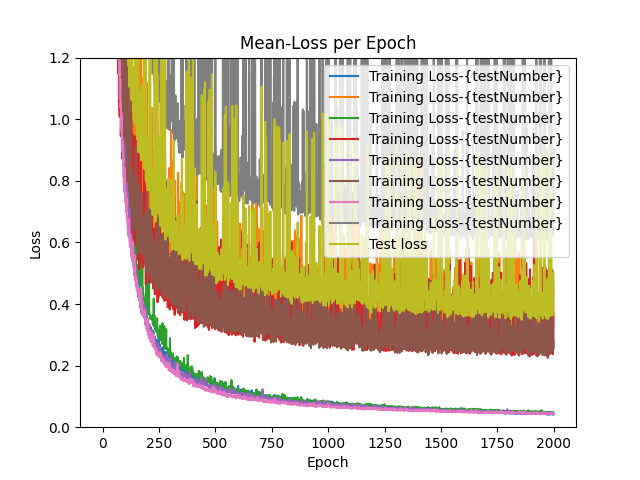 Mean-Loss per Epoch
1.2
1.0
0.8
0.6
0.4
0.2
0.0
Loss
Training Loss-{testNumber}
Training Loss-{testNumber}
Training Loss-{testNumber}
Training Loss-{testNumber}
Training Loss-{testNumber}
Training Loss-{testNumber}
Training Loss-{testNumber}
Training Loss-{testNumber}
Test loss
0 250 500 750 1000 1250 1500 1750 2000
Epoch